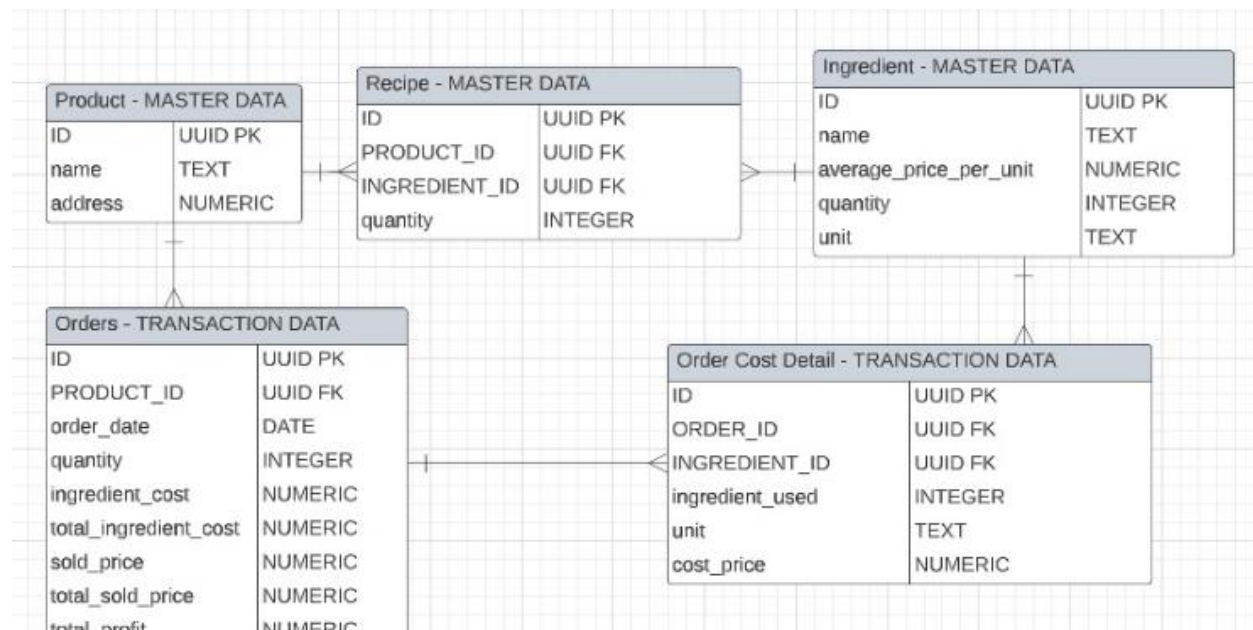 Product - MASTER DATA
ID UUID PK
name TEXT
address NUMERIC
Recipe - MASTER DATA
ID UUID PK
PRODUCT_ID UUID FK
INGREDIENT_ID UUID FK
quantity INTEGER
Ingredient - MASTER DATA
ID UUID PK
name TEXT
average_price_per_unit NUMERIC
quantity INTEGER
unit TEXT
Orders - TRANSACTION DATA
ID UUID PK
PRODUCT_ID UUID FK
order_date DATE
quantity INTEGER
ingredient_cost NUMERIC
total_ingredient_cost NUMERIC
sold_price NUMERIC
total_sold_price NUMERIC
total_profit NUMERIC
Order Cost Detail - TRANSACTION DATA
ID UUID PK
ORDER_ID UUID FK
INGREDIENT_ID UUID FK
ingredient_used INTEGER
unit TEXT
cost_price NUMERIC